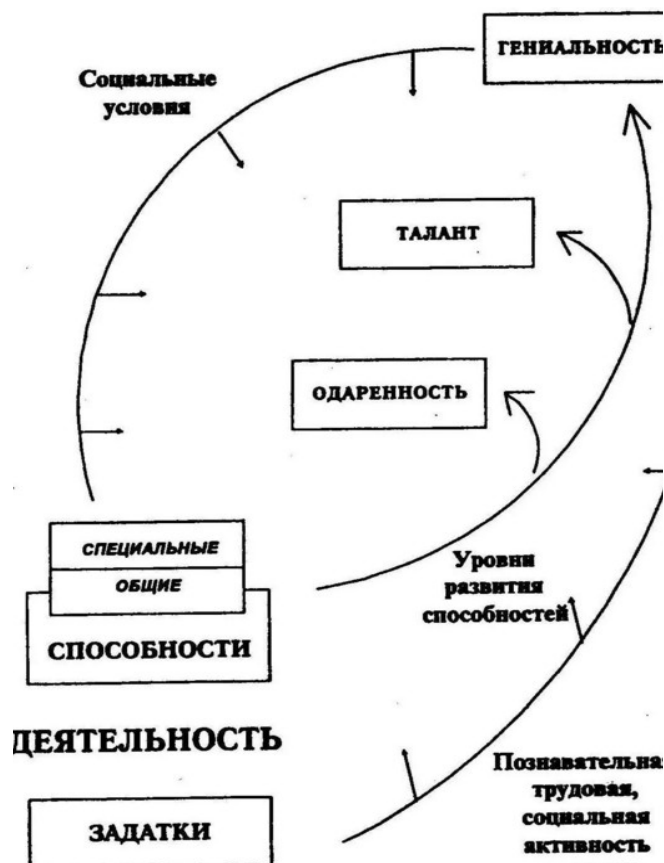 ГЕНИАЛЬНОСТЬ
Социальные
условия
ТАЛАНТ
ОДАРЕННОСТЬ
СПЕЦИАЛЬНЫЕ
ОБЩИЕ
СПОСОБНОСТИ
Уровни
развития
способностей
ДЕЯТЕЛЬНОСТЬ
Познавательная
трудовая,
социальная
активность
ЗАДАТКИ